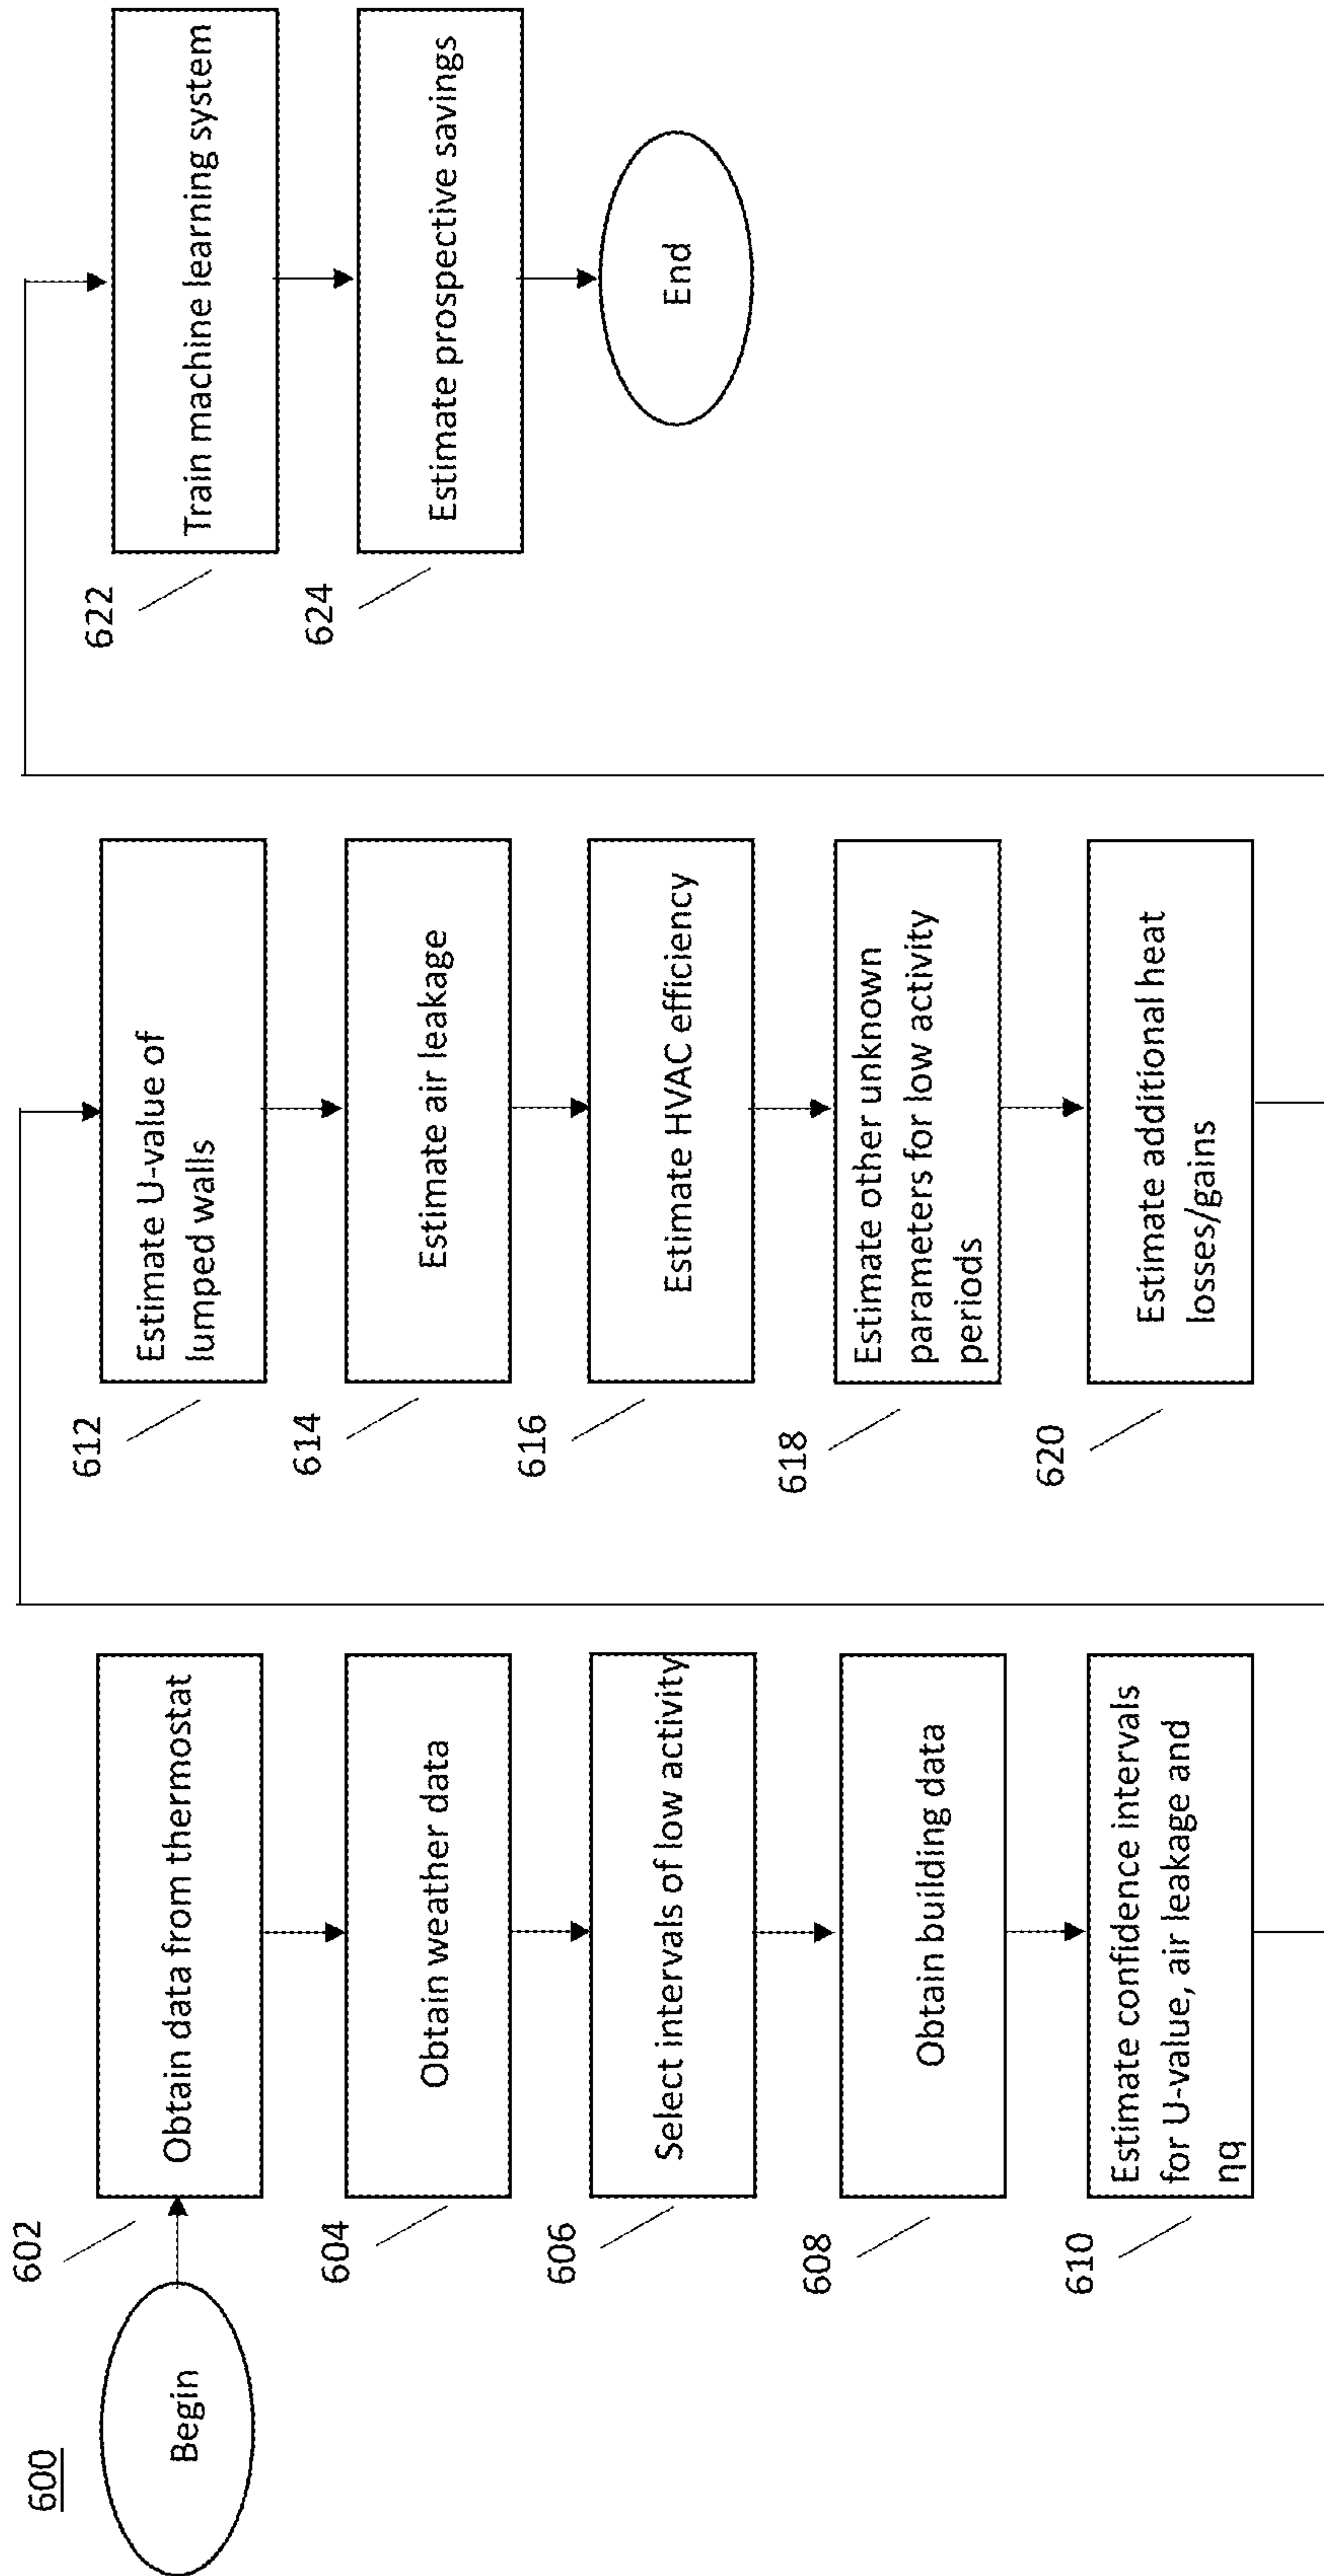 600
Begin
602
Obtain data from thermostat
604
Obtain weather data
606
Select intervals of low activity
608
Obtain building data
610
Estimate confidence intervals
for U-value, air leakage and
ηq
612
Estimate U-value of
lumped walls
614
Estimate air leakage
616
Estimate HVAC efficiency
618
Estimate other unknown
parameters for low activity
periods
620
Estimate additional heat
losses/gains
622
Train machine learning system
624
Estimate prospective savings
End